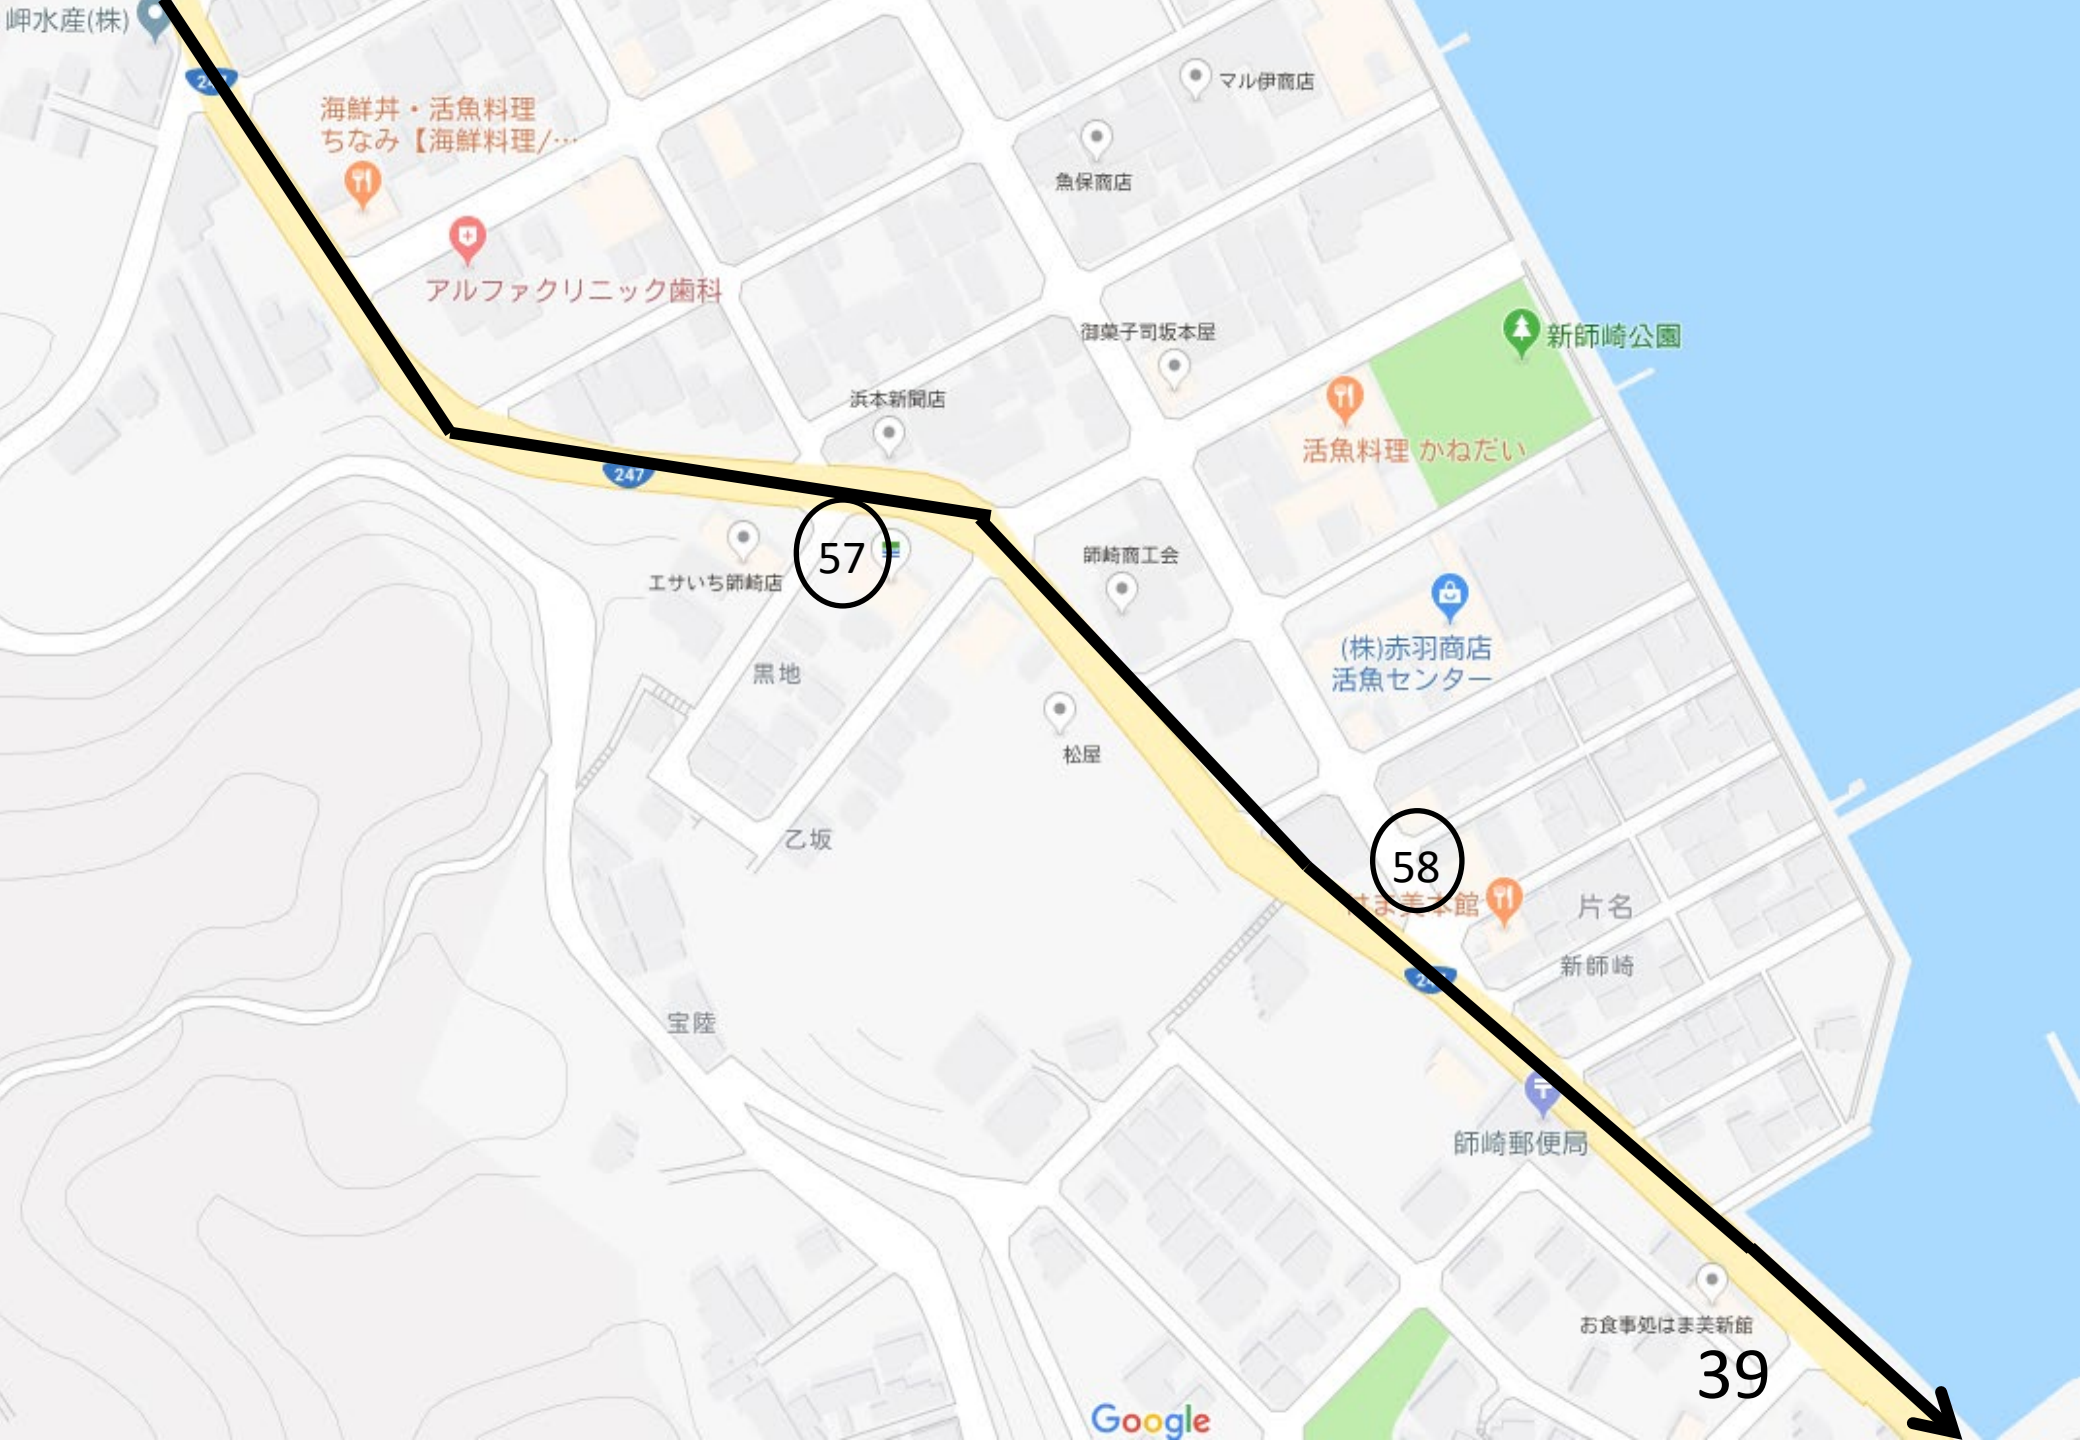 岬水産(株)
海鮮丼・活魚料理
ちなみ【海鮮料理/…
マル伊商店
魚保商店
アルファクリニック歯科
御菓子司坂本屋
新師崎公園
浜本新聞店
活魚料理 かねだい
247
エサいち師崎店
57
師崎商工会
(株)赤羽商店
活魚センター
黒地
松屋
乙坂
58
はま美本館
片名
新師崎
宝陸
師崎郵便局
お食事処はま美新館
39
Google